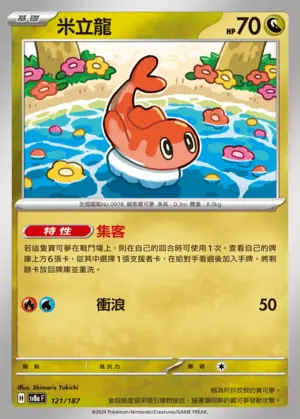 基礎 米立龍 HP 70
全國圖鑑No.0978 擬態寶可夢 身高:0.3m 體重:8.0kg
特性 集客
若這隻寶可夢在戰鬥場上,則在自己的回合時可使用1次。查看自己的牌
庫上方6張卡,從其中選擇1張支援者卡,在給對手看過後加入手牌。將剩
餘卡放回牌庫並重洗。
衝浪 50
弱點 抵抗力 撤退
Illus. Shimaris Yukichi
H sv8a F 121/187
©2024 Pokémon/Nintendo/Creatures/GAME FREAK.